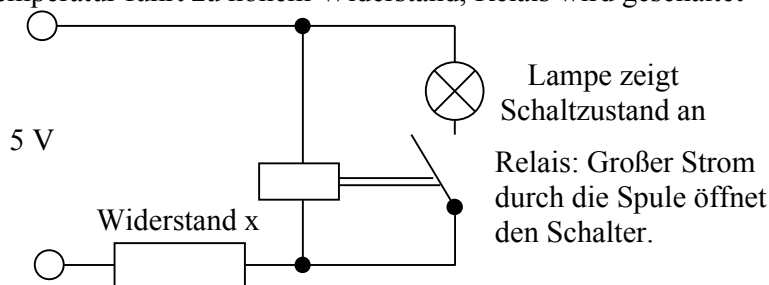 Temperatur führt zu hohem Widerstand, Relais wird geschaltet
Lampe zeigt
Schaltzustand an
5 V
Relais: Großer Strom
durch die Spule öffnet
den Schalter.
Widerstand x